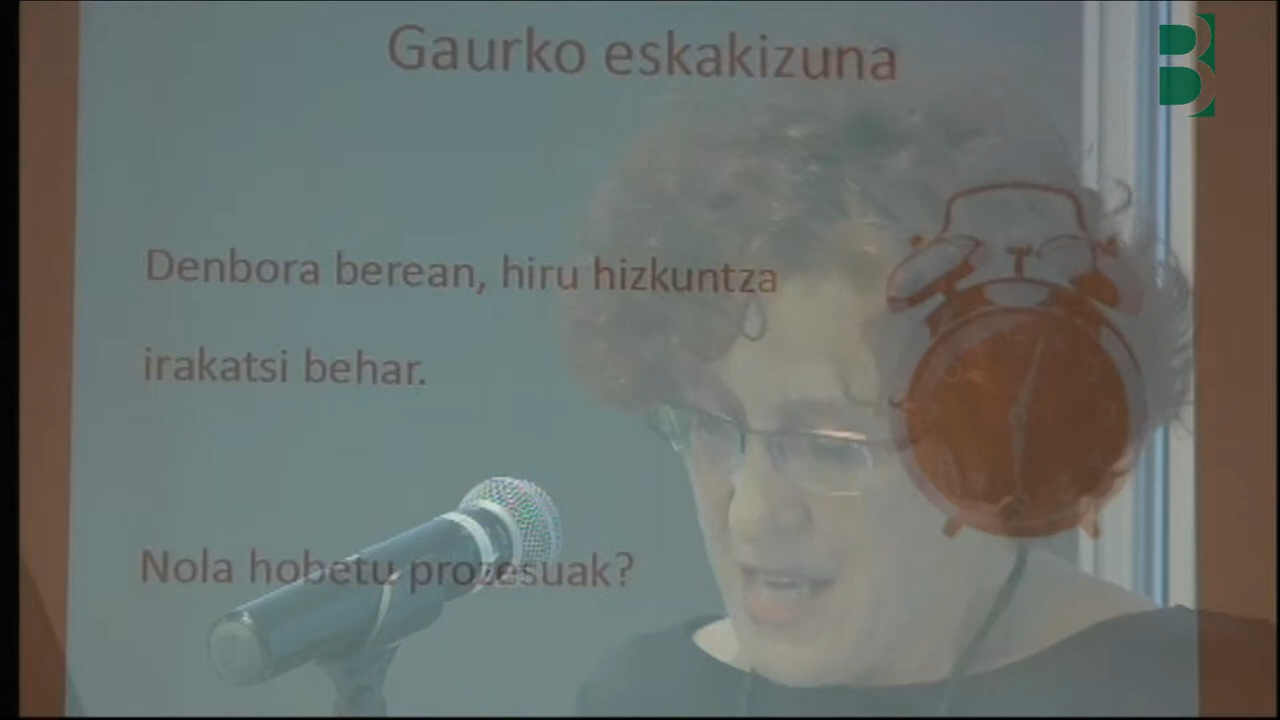 Gaurko eskakizuna
Denbora berean, hiru hizkuntza
irakatsi behar.
Nola hobetu prozesuak?
B